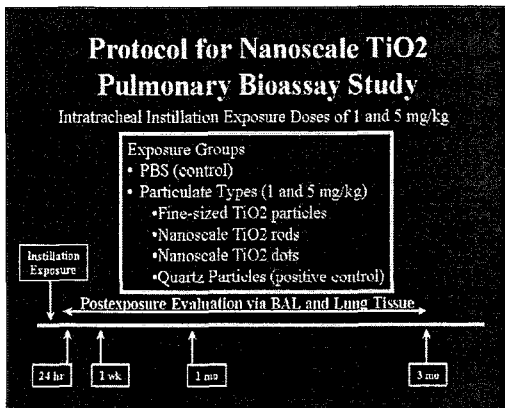 Protocol for Nanoscale TiO2
Pulmonary Bioassay Study
Intratracheal Instillation Exposure Doses of 1 and 5 mg/kg
Exposure Groups
• PBS (control)
• Particulate Types (1 and 5 mg/kg)
•Fine-sized TiO2 particles
•Nanoscale TiO2 rods
•Nanoscale TiO2 dots
•Quartz Particles (positive control)
Instillation
Exposure
Postexposure Evaluation via BAL and Lung Tissue
24 hr
1 wk
1 mo
3 mo